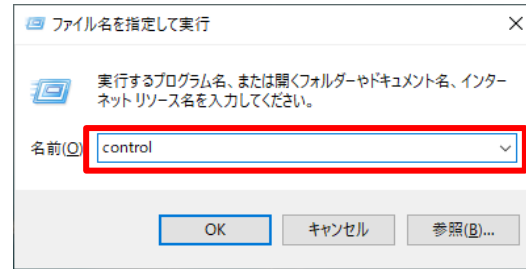 ファイル名を指定して実行
実行するプログラム名、または開くフォルダーやドキュメント名、インター
ネット リソース名を入力してください。
名前(O)
control
OK キャンセル 参照(B)...